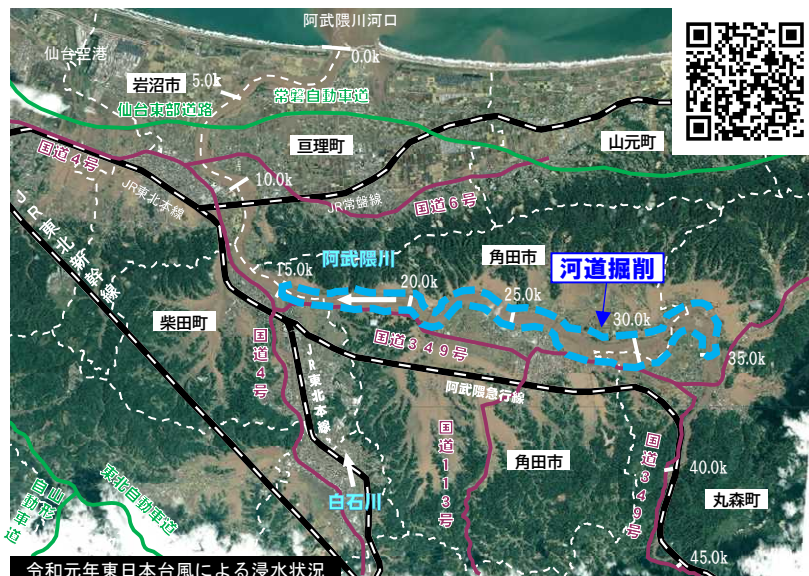 阿武隈川河口
仙台空港
0.0k
岩沼市
5.0k
常磐自動車道
仙台東部道路
亘理町
山元町
国道4号
JR東北本線
10.0k
JR常磐線
国道6号
JR東北新幹線
阿武隈川
角田市
河道掘削
15.0k
20.0k
25.0k
30.0k
柴田町
国道349号
35.0k
国道4号
JR東北本線
阿武隈急行線
国道113号
角田市
国道349号
40.0k
白石川
丸森町
東北自動車道
山形自動車道
45.0k
令和元年東日本台風による浸水状況